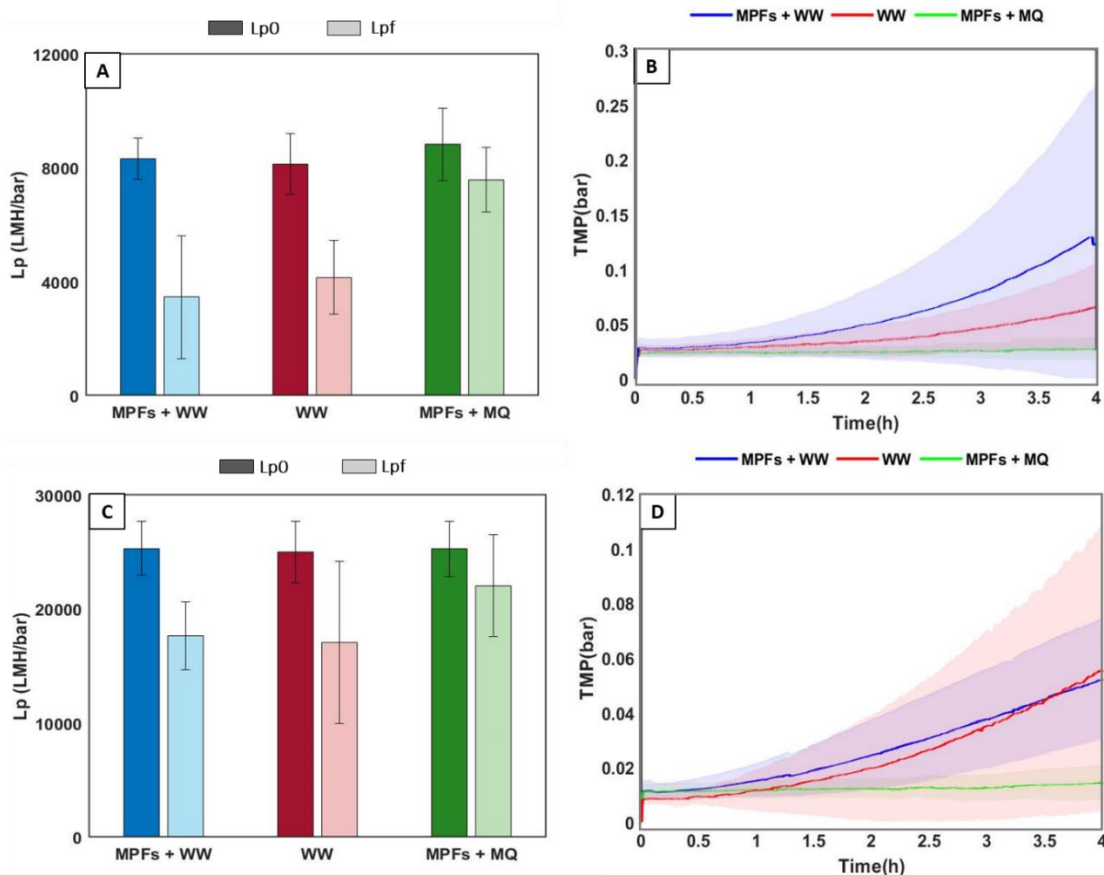 Lp0 Lpf
A
12000
8000
4000
0
Lp (LMH/bar)
MPFs + WW WW MPFs + MQ
MPFs + WW WW MPFs + MQ
B
0.3
0.25
0.2
0.15
0.1
0.05
0
TMP(bar)
0 0.5 1 1.5 2 2.5 3 3.5 4
Time(h)
Lp0 Lpf
C
30000
20000
10000
0
Lp (LMH/bar)
MPFs + WW WW MPFs + MQ
MPFs + WW WW MPFs + MQ
D
0.12
0.1
0.08
0.06
0.04
0.02
0
TMP(bar)
0 0.5 1 1.5 2 2.5 3 3.5 4
Time(h)